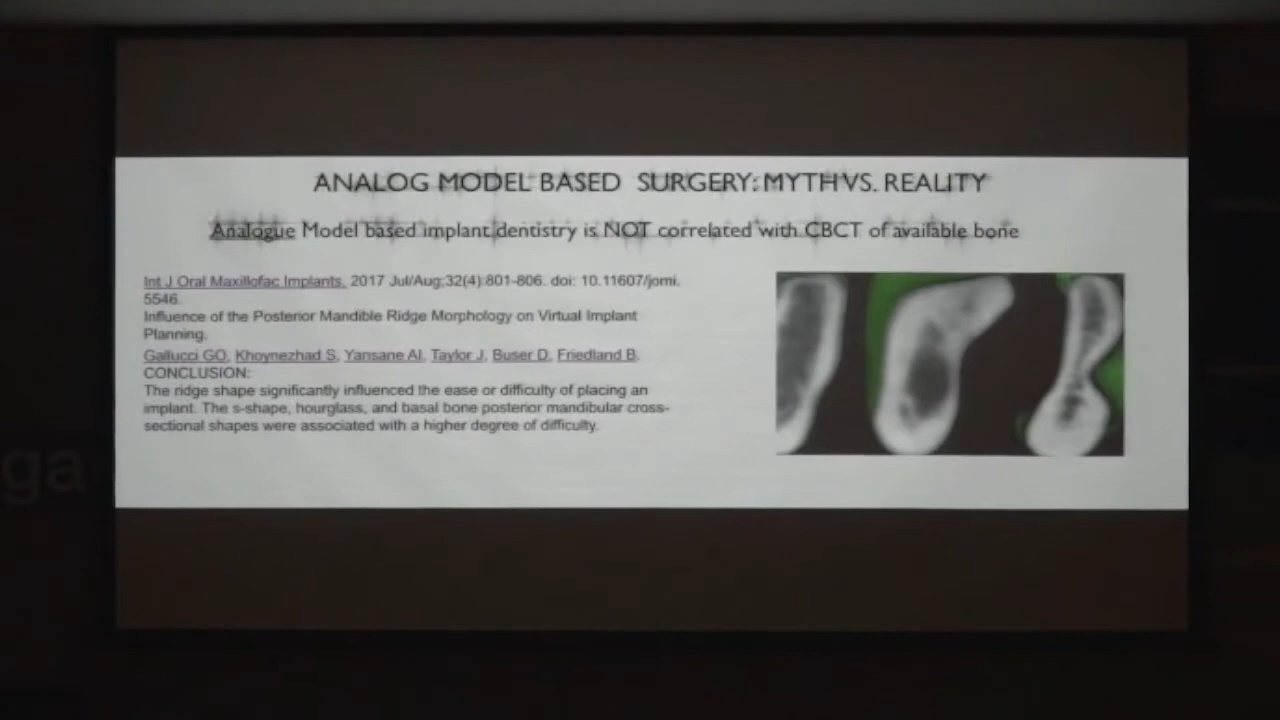 ANALOG MODEL BASED SURGERY: MYTH VS. REALITY
Analogue Model based implant dentistry is NOT correlated with CBCT of available bone
Int J Oral Maxillofac Implants. 2017 Jul/Aug;32(4):801-806. doi: 10.11607/jomi.
5546.
Influence of the Posterior Mandible Ridge Morphology on Virtual Implant
Planning.
Gallucci GO, Khoynezhad S, Yansane AI, Taylor J, Buser D, Friedland B.
CONCLUSION:
The ridge shape significantly influenced the ease or difficulty of placing an
implant. The s-shape, hourglass, and basal bone posterior mandibular cross-
sectional shapes were associated with a higher degree of difficulty.
ga